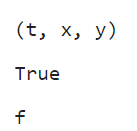 (t, x, y)
True
f